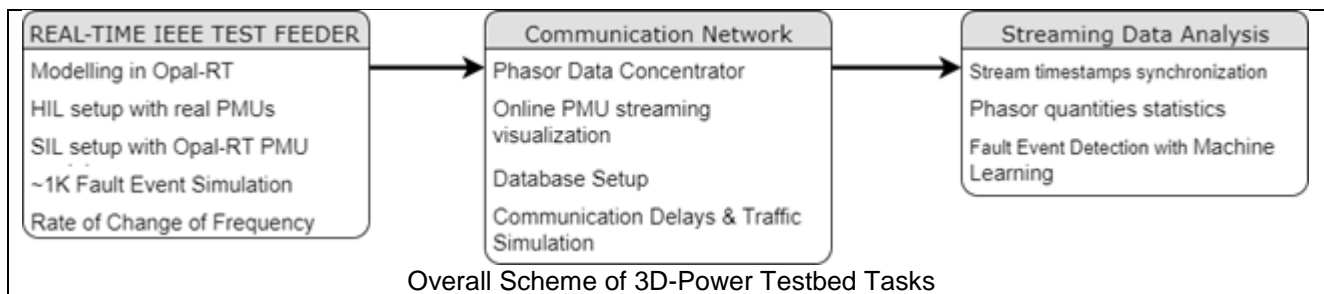 REAL-TIME IEEE TEST FEEDER
Modelling in Opal-RT
HIL setup with real PMUs
SIL setup with Opal-RT PMU
~1K Fault Event Simulation
Rate of Change of Frequency
Communication Network
Phasor Data Concentrator
Online PMU streaming
visualization
Database Setup
Communication Delays & Traffic
Simulation
Streaming Data Analysis
Stream timestamps synchronization
Phasor quantities statistics
Fault Event Detection with Machine
Learning
Overall Scheme of 3D-Power Testbed Tasks